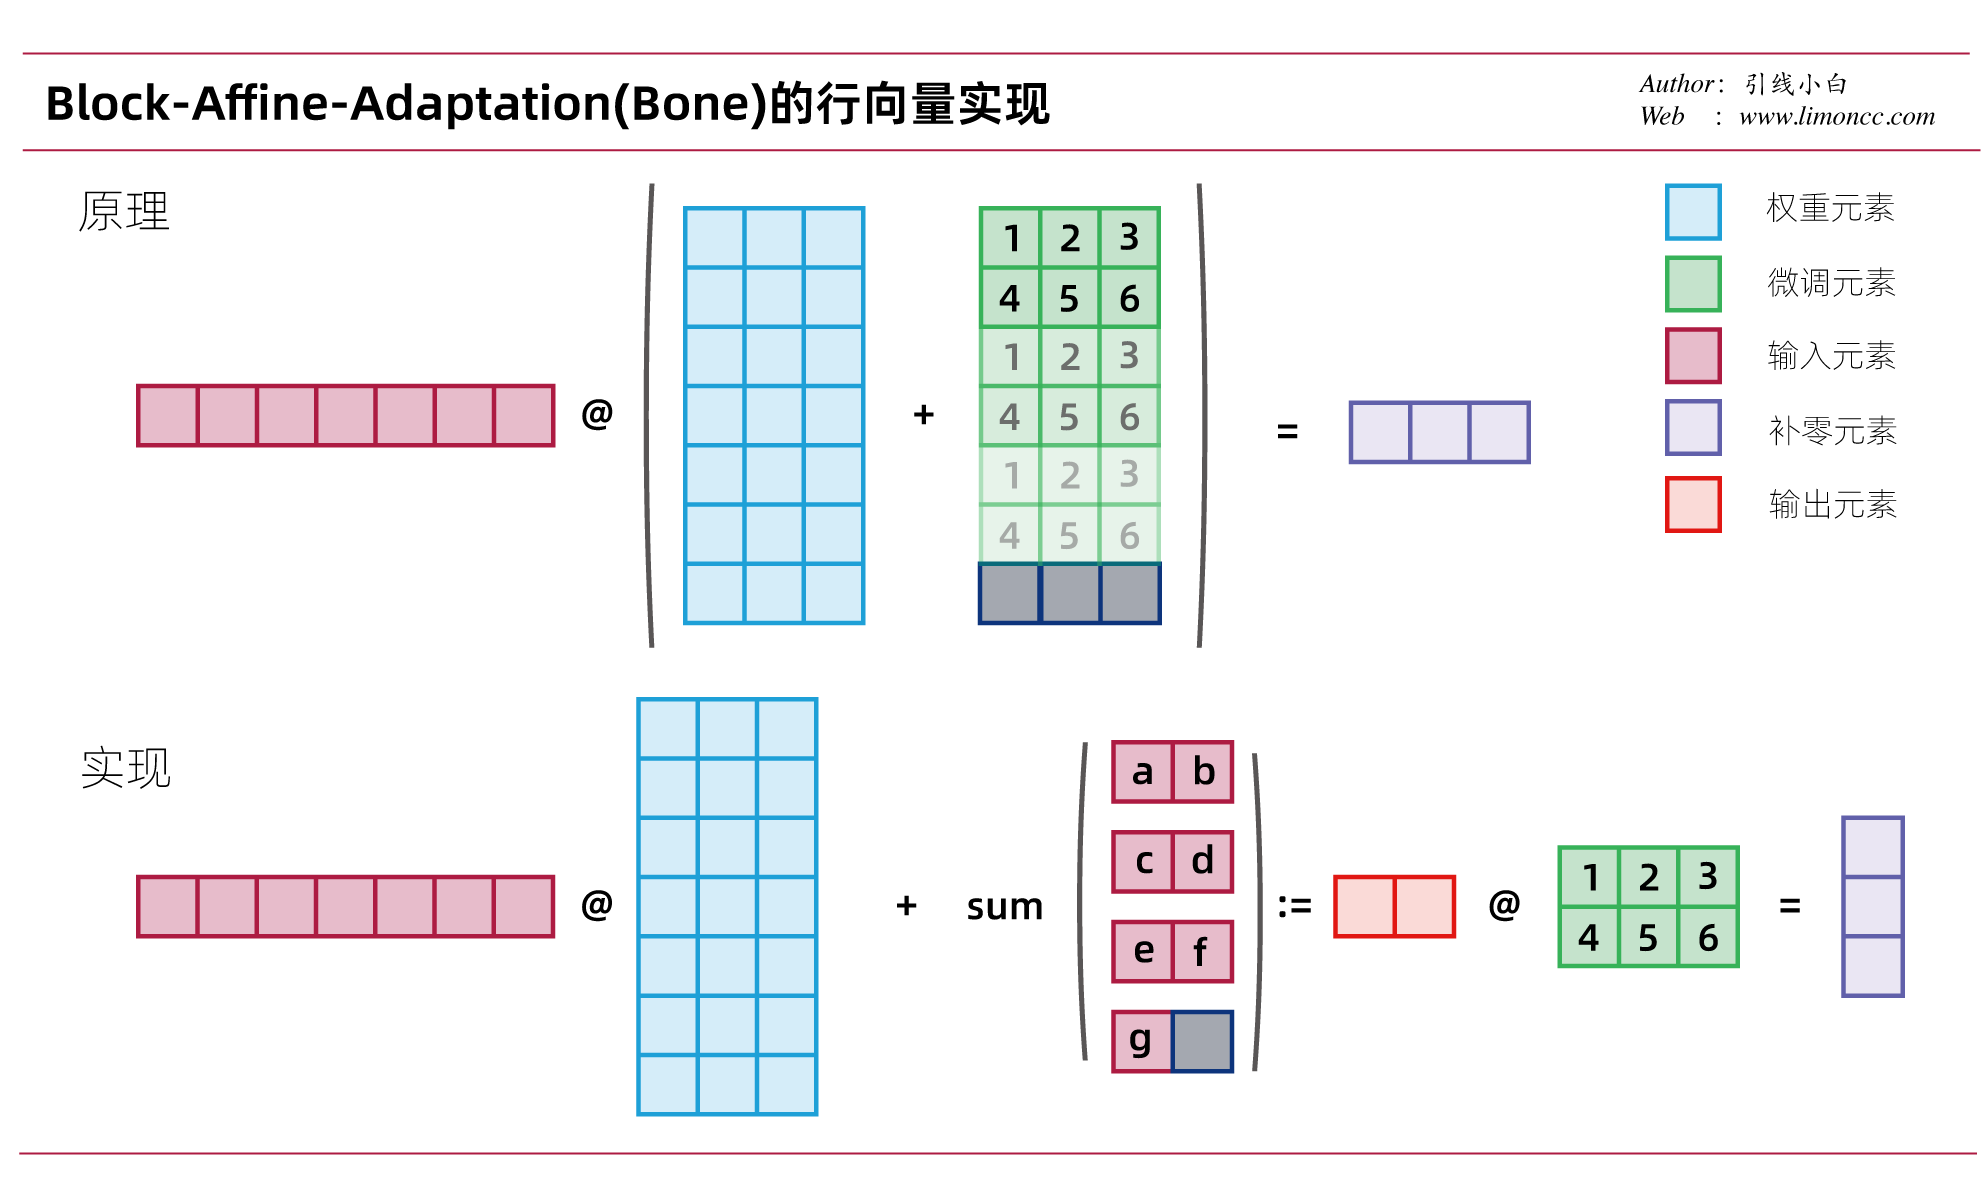 Block-Affine-Adaptation(Bone)的行向量实现
Author： 引线小白
Web ：www.limoncc.com
原理
1 2 3
4 5 6
1 2 3
4 5 6
1 2 3
4 5 6
@
+
=
权重元素
微调元素
输入元素
补零元素
输出元素
实现
@
+
sum
a b
c d
e f
g
:=
@
1 2 3
4 5 6
=